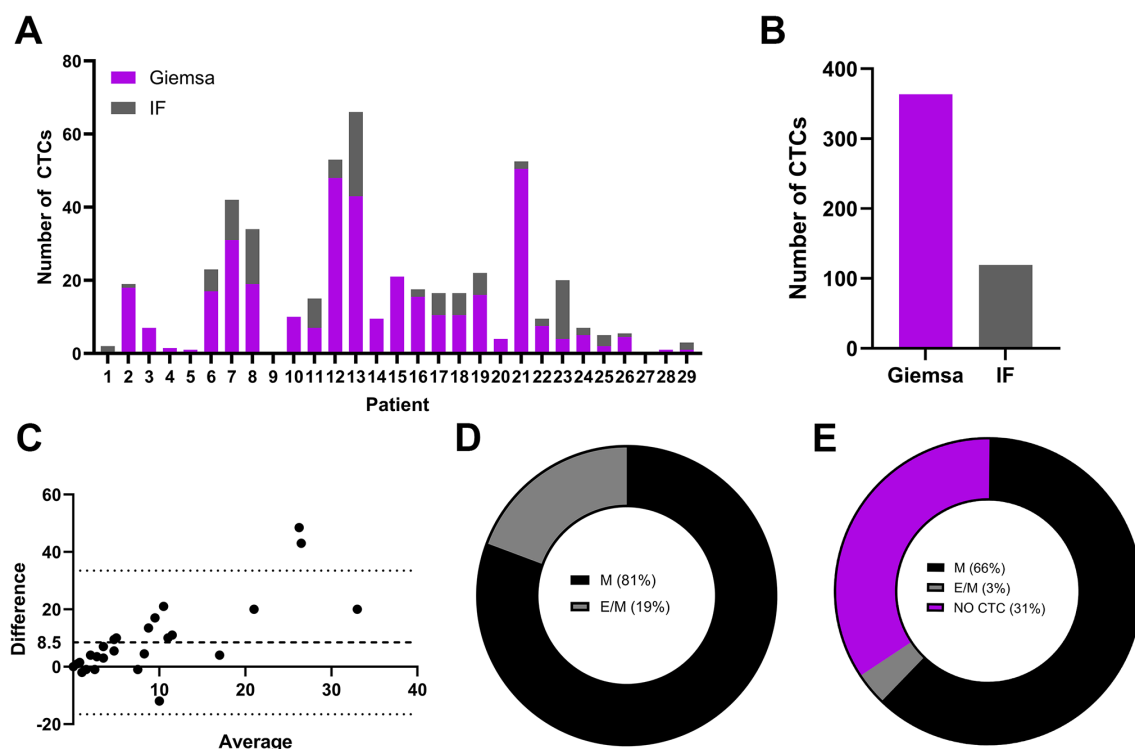 A
Number of CTCs
80
60
40
20
0
Giemsa
IF
1 2 3 4 5 6 7 8 9 10 11 12 13 14 15 16 17 18 19 20 21 22 23 24 25 26 27 28 29
Patient
B
Number of CTCs
400
300
200
100
0
Giemsa IF
C
Difference
60
40
20
8.5
0
-20
10 20 30 40
Average
D
M (81%)
E/M (19%)
E
M (66%)
E/M (3%)
NO CTC (31%)